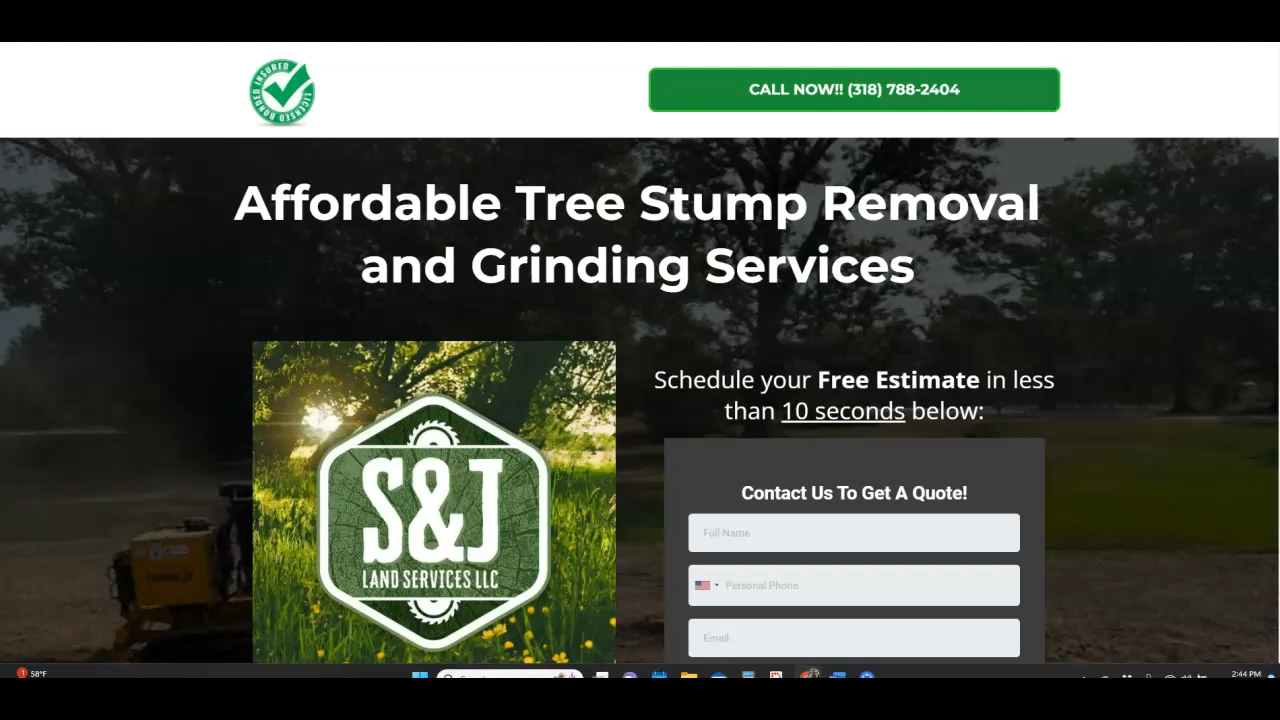 INSURED LICENSED BONDED
CALL NOW!! (318) 788-2404
Affordable Tree Stump Removal
and Grinding Services
Schedule your Free Estimate in less
than 10 seconds below:
S&J
LAND SERVICES LLC
Contact Us To Get A Quote!
Full Name
Personal Phone
Email
1
58°F
2:44 PM